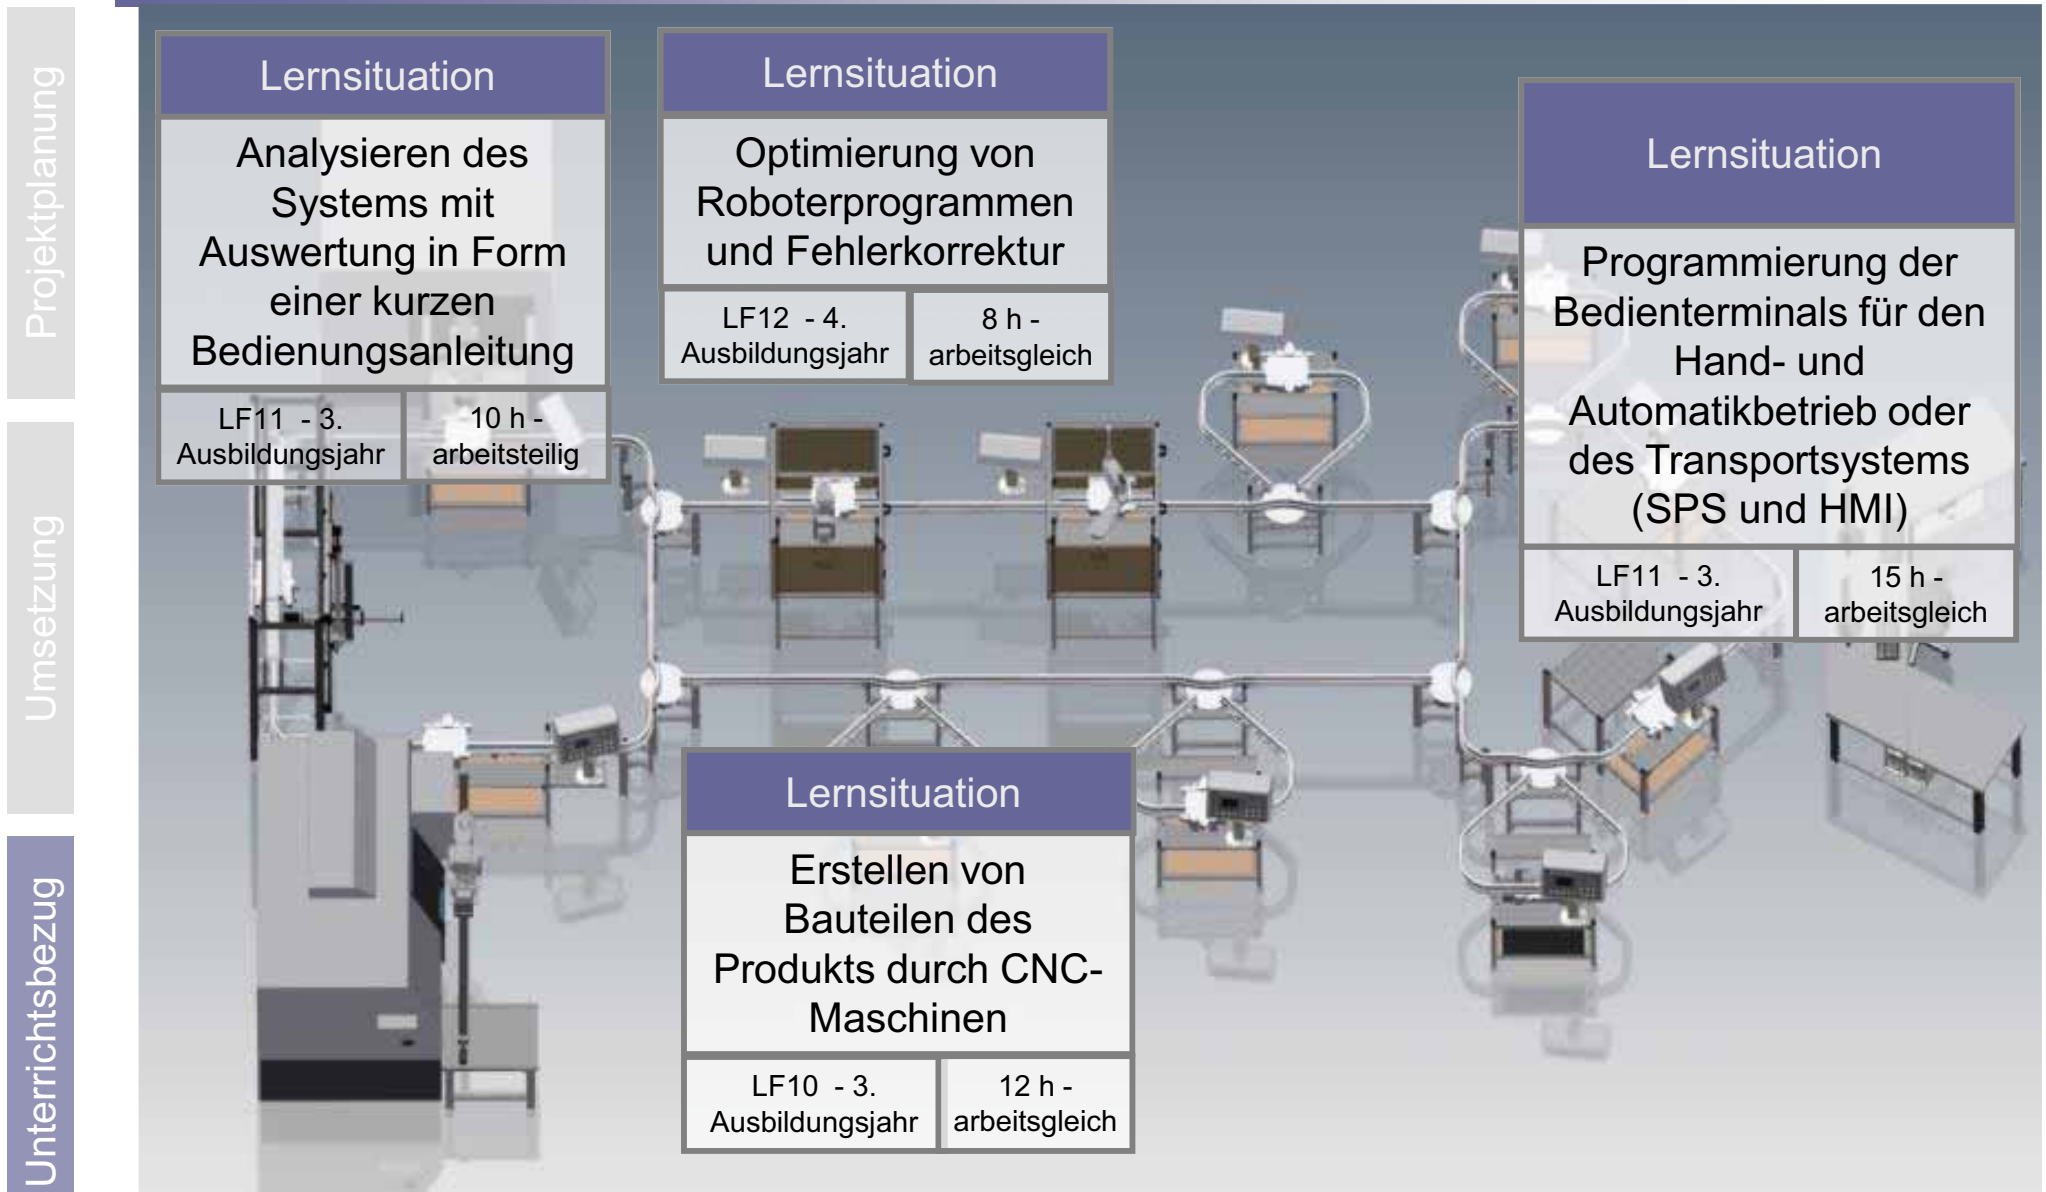 Projektplanung
Umsetzung
Unterrichtsbezug
Lernsituation
Analysieren des
Systems mit
Auswertung in Form
einer kurzen
Bedienungsanleitung
LF11 - 3.
Ausbildungsjahr
10 h -
arbeitsteilig
Lernsituation
Optimierung von
Roboterprogrammen
und Fehlerkorrektur
LF12 - 4.
Ausbildungsjahr
8 h -
arbeitsgleich
Lernsituation
Programmierung der
Bedienterminals für den
Hand- und
Automatikbetrieb oder
des Transportsystems
(SPS und HMI)
LF11 - 3.
Ausbildungsjahr
15 h -
arbeitsgleich
Lernsituation
Erstellen von
Bauteilen des
Produkts durch CNC-
Maschinen
LF10 - 3.
Ausbildungsjahr
12 h -
arbeitsgleich